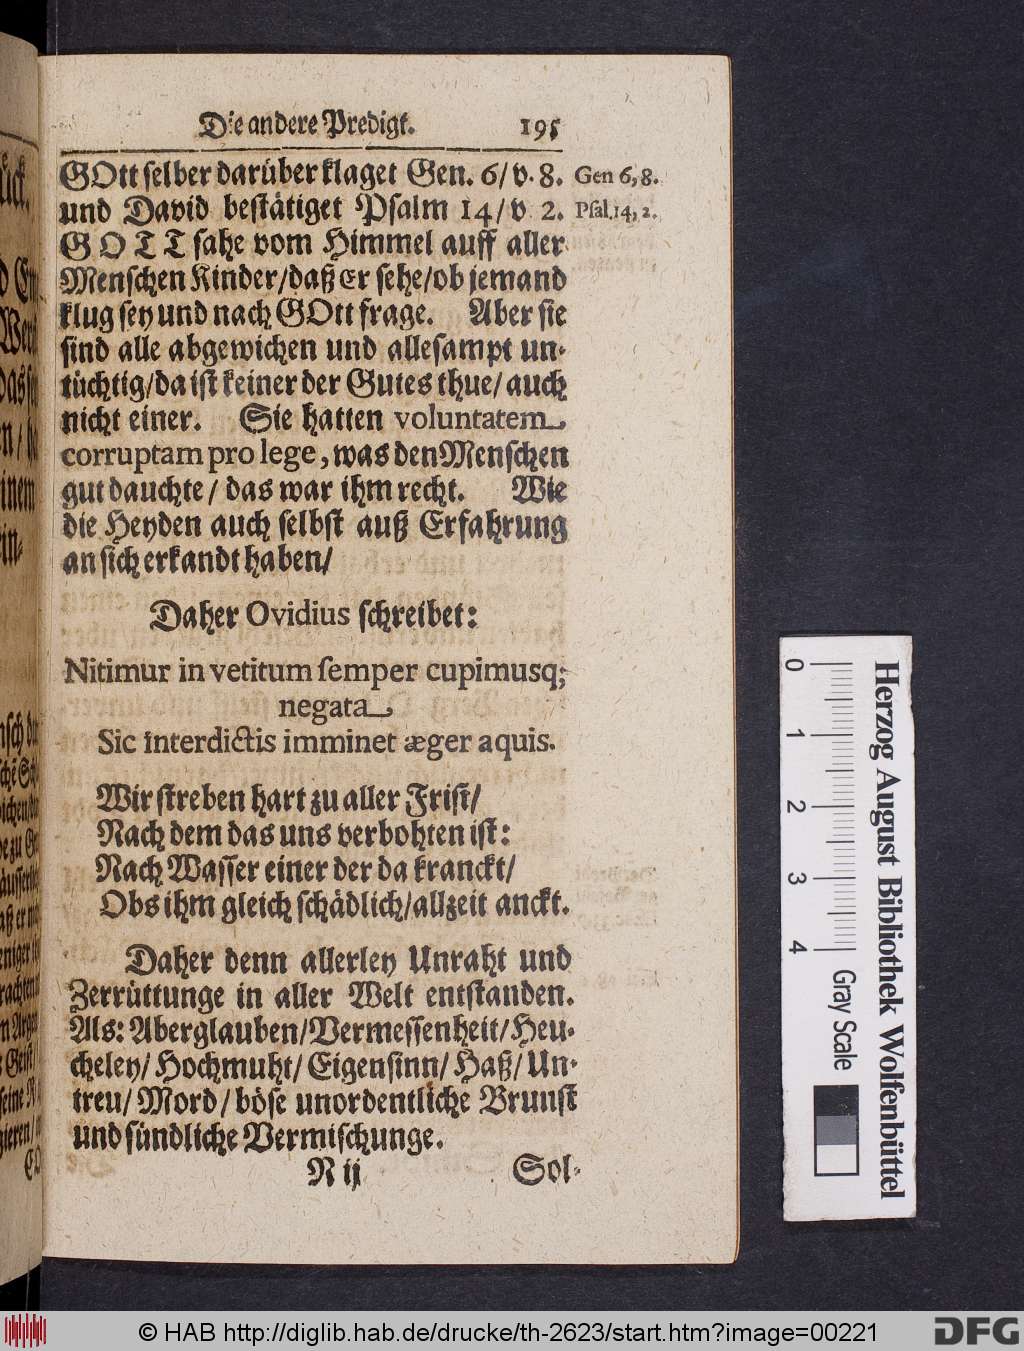 Die andere Predigt. 195
GOtt selber darüber klaget Gen. 6/ v. 8. Gen 6, 8.
und David bestätiget Psalm 14/ v 2. Psal. 14, 2.
GOTT sahe vom Himmel auff aller
Menschen Kinder/daß Er sehe/ob jemand
klug sey und nach GOtt frage. Aber sie
sind alle abgewichen und allesampt un-
tüchtig/da ist keiner der Gutes thue/ auch
nicht einer. Sie hatten voluntatem
corruptam pro lege, was den Menschen
gut dauchte/ das war ihm recht. Wie
die Heyden auch selbst auß Erfahrung
an sich erkandt haben/
Daher Ovidius schreibet:
Nitimur in vetitum semper cupimusq;
negata
Sic interdictis imminet æger aquis.
Wir streben hart zu aller Frist/
Nach dem das uns verbohten ist:
Nach Wasser einer der da kranckt/
Obs ihm gleich schädlich/allzeit anckt.
Daher denn allerley Unraht und
Zerrüttunge in aller Welt entstanden.
Als: Aberglauben/Vermessenheit/Heu-
cheley/ Hochmuht/ Eigensinn/ Haß/ Un-
treu/ Mord/ böse unordentliche Brunst
und sündliche Vermischunge.
N ij Sol-
0 1 2 3 4 Gray Scale
Herzog August Bibliothek Wolfenbüttel
© HAB http://diglib.hab.de/drucke/th-2623/start.htm?image=00221
DFG